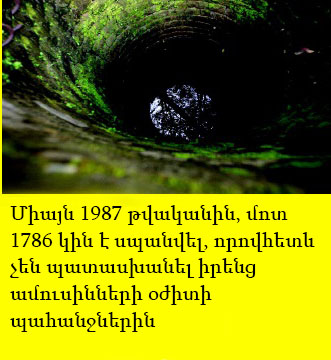 Միայն 1987 թվականին, մոտ
1786 կին է սպանվել, որովհետև
չեն պատասխանել իրենց
ամուսինների օժիտի
պահանջներին